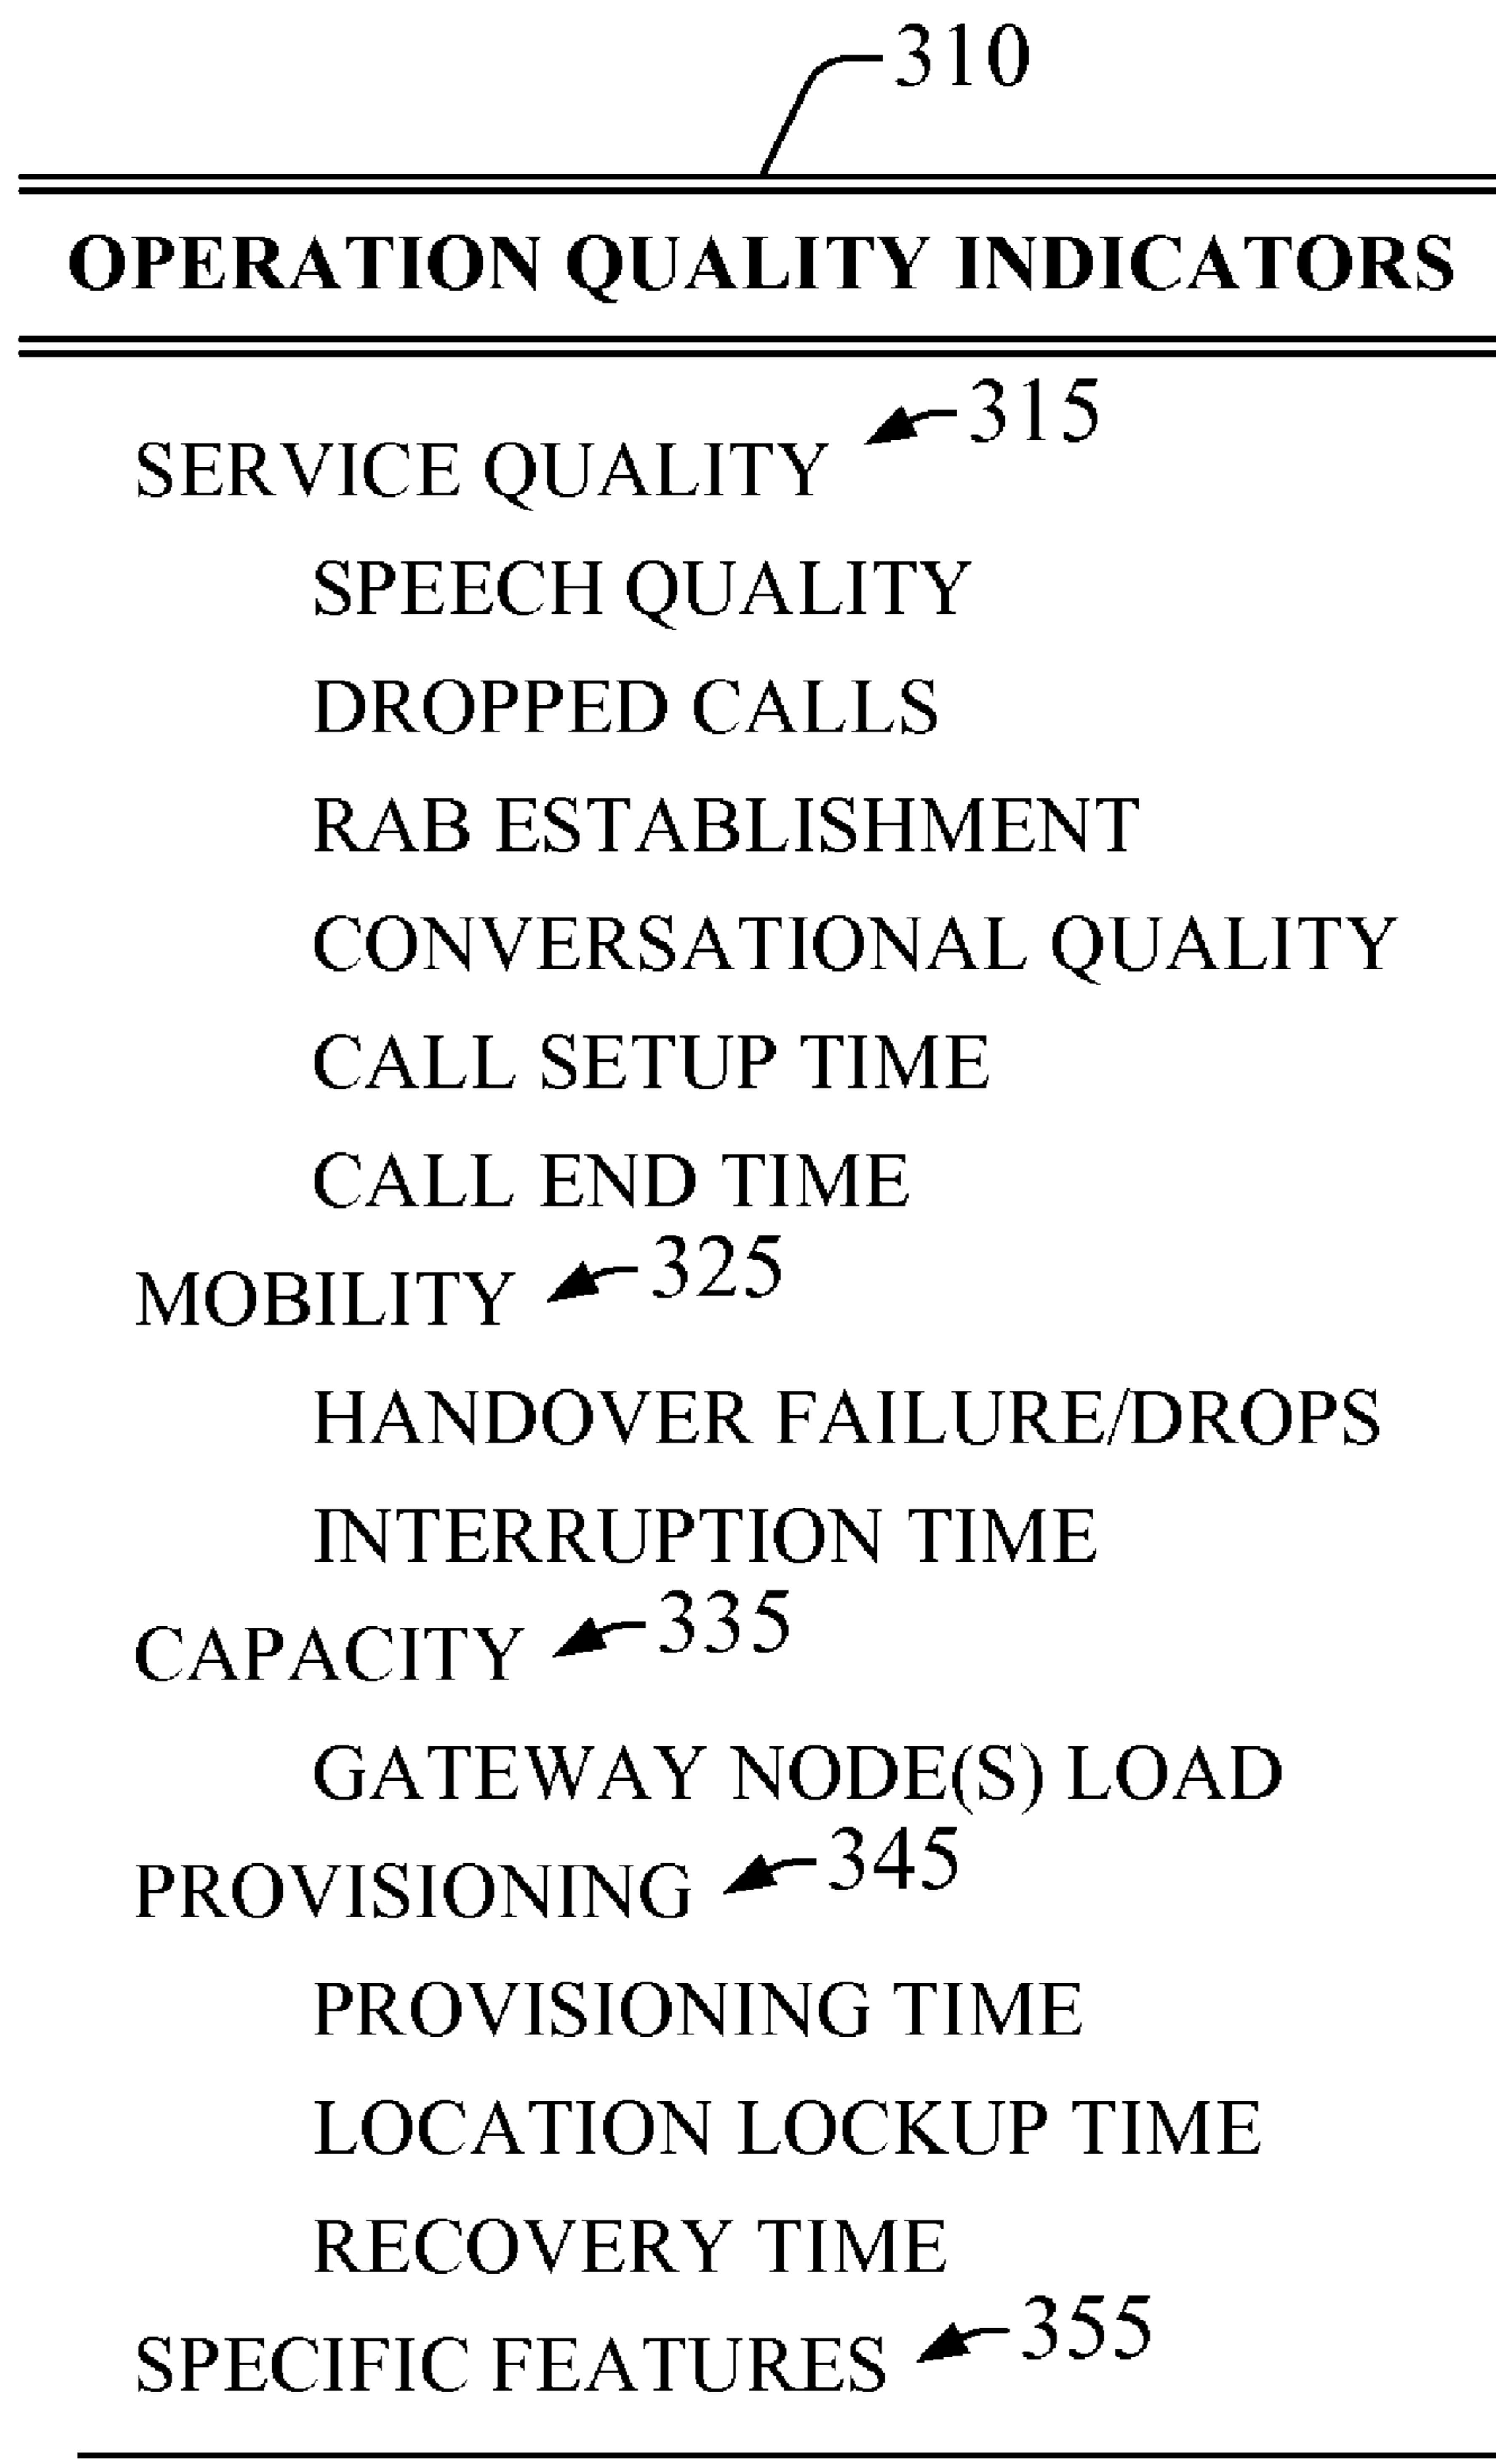 310
OPERATION QUALITY INDICATORS
SERVICE QUALITY 315
SPEECH QUALITY
DROPPED CALLS
RAB ESTABLISHMENT
CONVERSATIONAL QUALITY
CALL SETUP TIME
CALL END TIME
MOBILITY 325
HANDOVER FAILURE/DROPS
INTERRUPTION TIME
CAPACITY 335
GATEWAY NODE(S) LOAD
PROVISIONING 345
PROVISIONING TIME
LOCATION LOCKUP TIME
RECOVERY TIME
SPECIFIC FEATURES 355